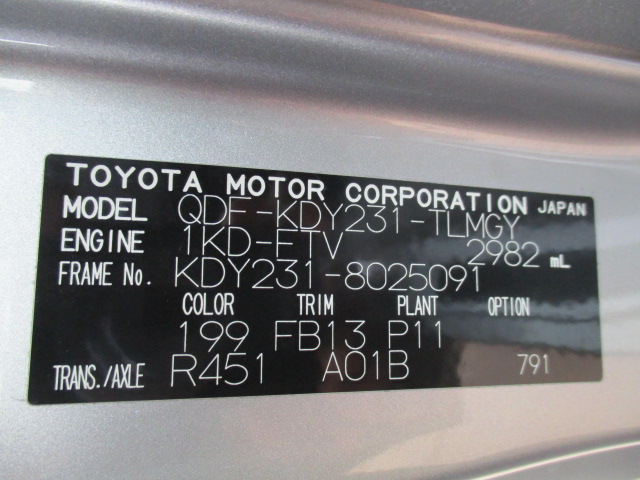 TOYOTA MOTOR CORPORATION JAPAN
MODEL QDF-KDY231-TLMGY
ENGINE 1KD-FTV 2982 mL
FRAME No. KDY231-8025091
COLOR TRIM PLANT OPTION
199 FB13 P11
TRANS./AXLE R451 A01B 791